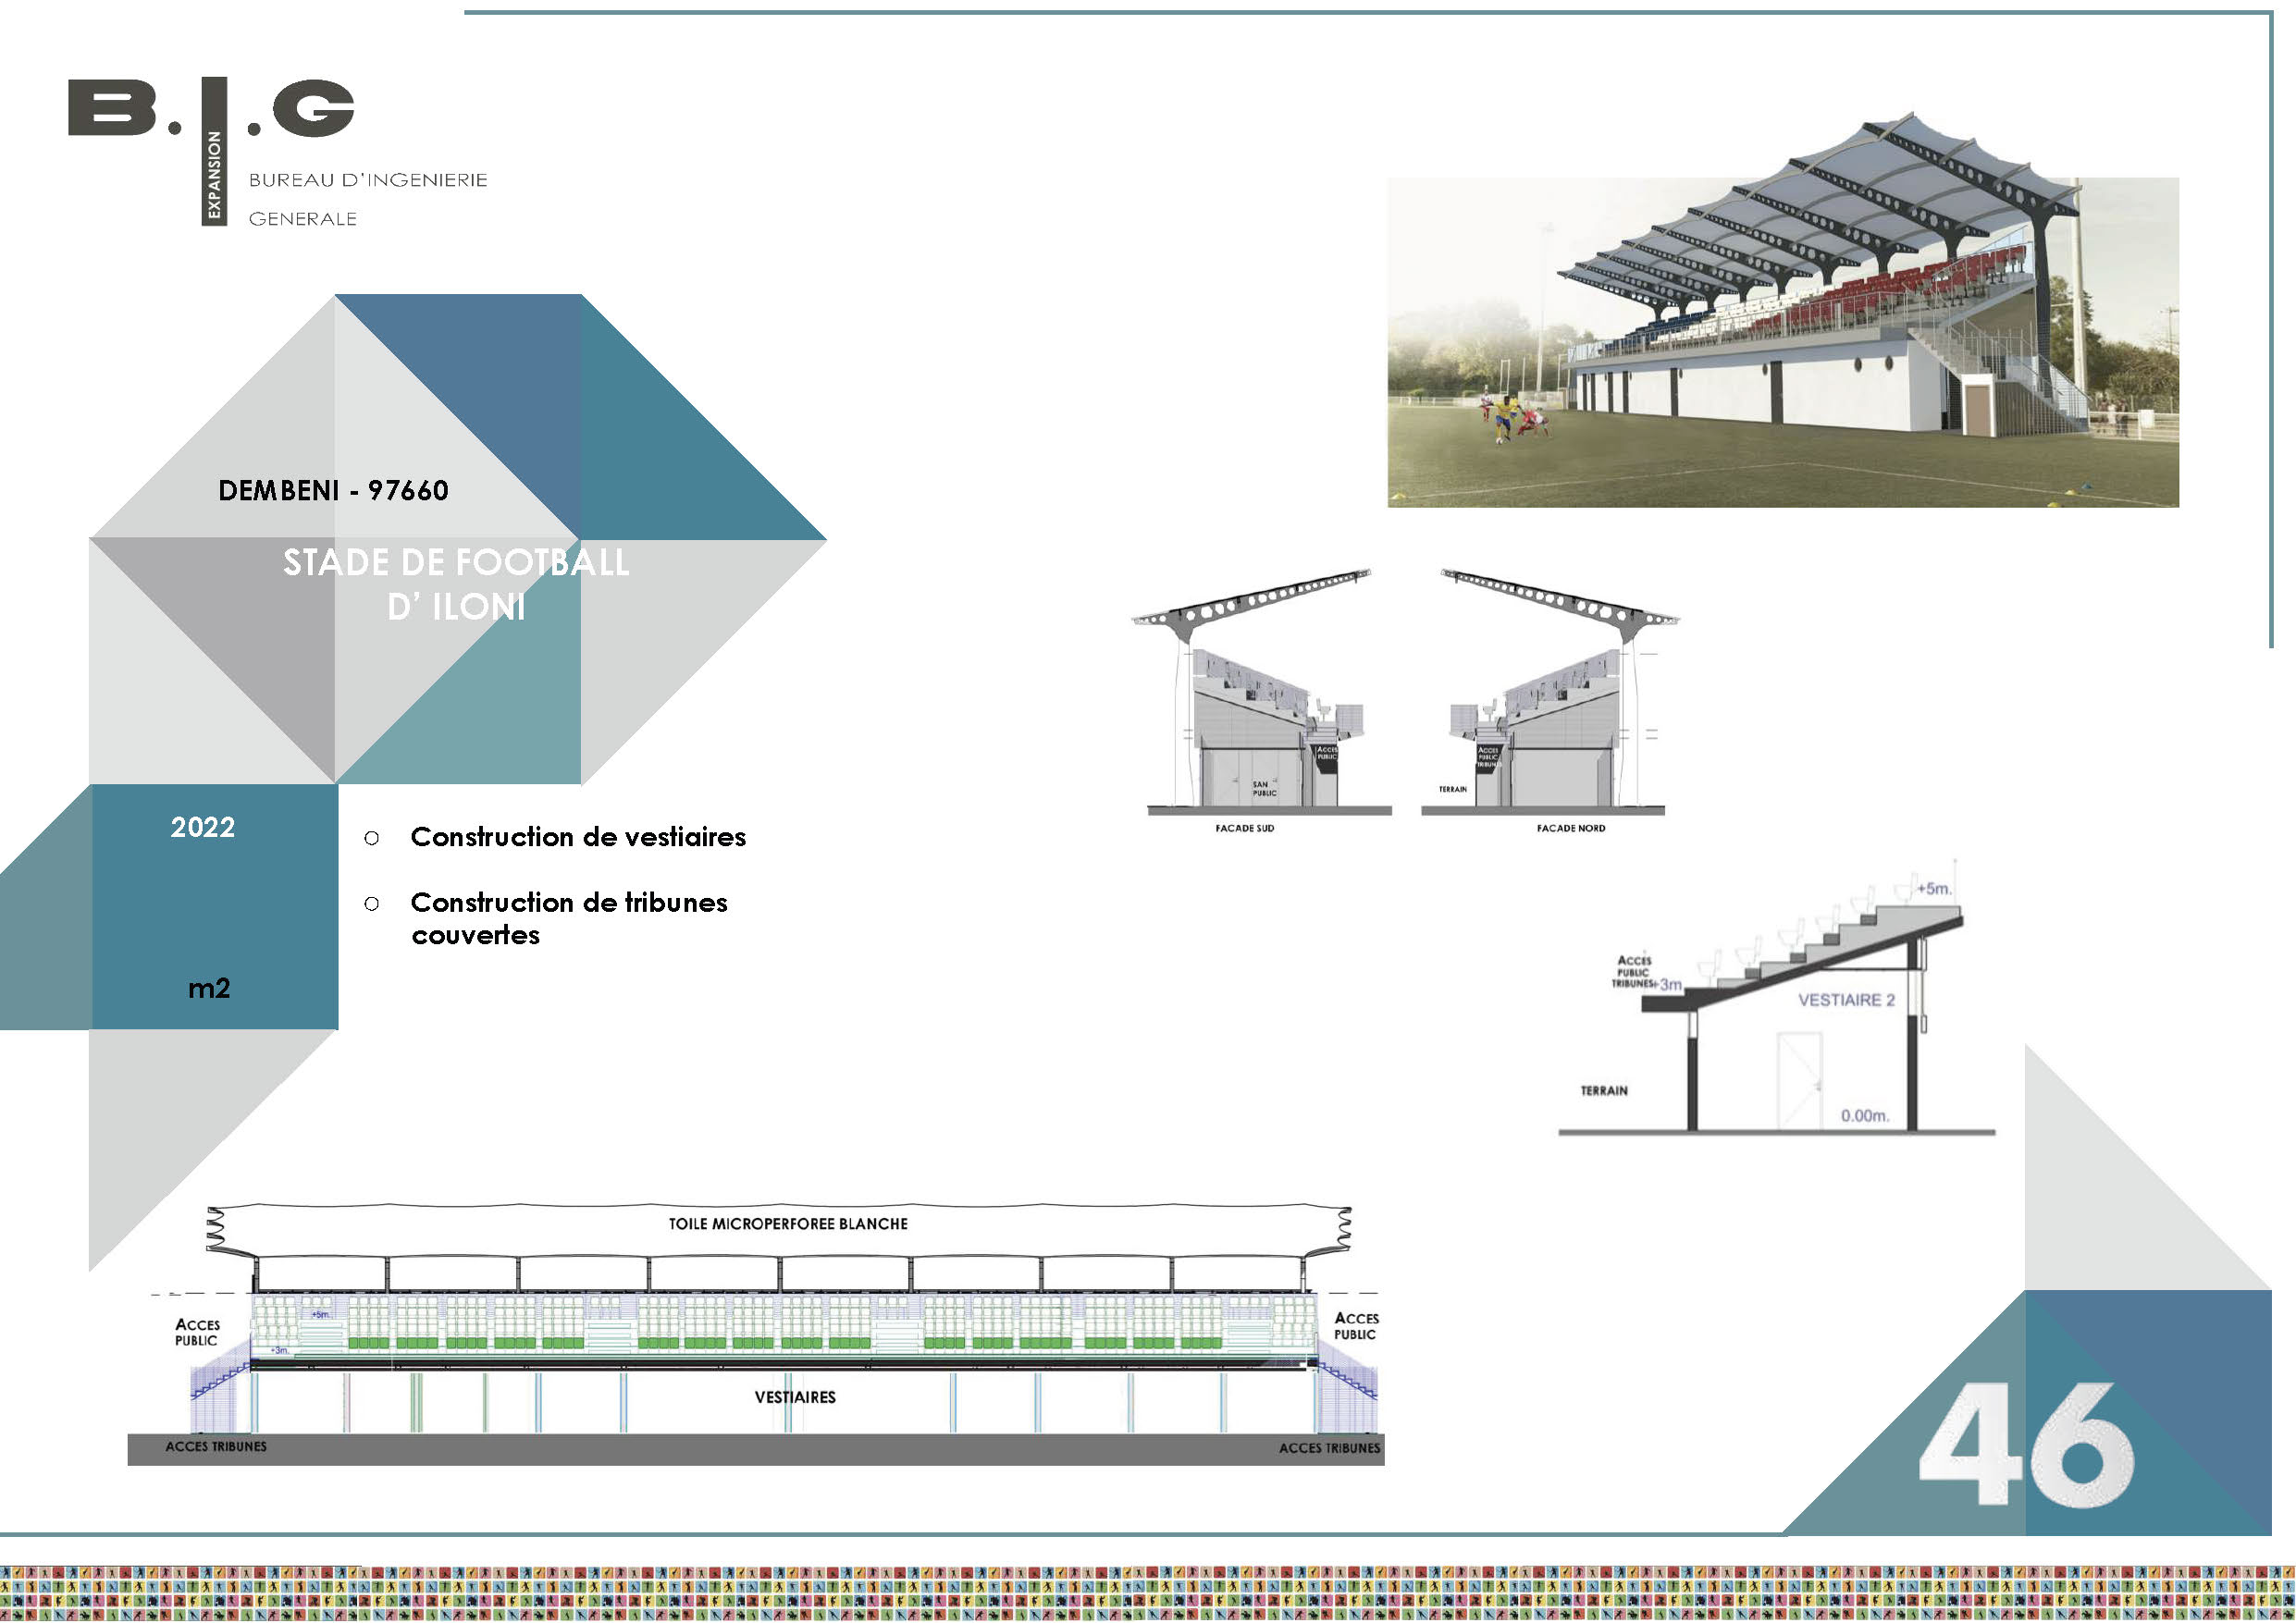 B.I.G
EXPANSION
BUREAU D'INGENIERIE
GENERALE
DEMBENI - 97660
STADE DE FOOTBALL
D' ILONI
2022
m2
○ Construction de vestiaires
○ Construction de tribunes
couvertes
ACCES
PUBLIC
SAN
PUBLIC
FACADE SUD
ACCES
PUBLIC
TRIBUNES
TERRAIN
FACADE NORD
+5m.
ACCES
PUBLIC
TRIBUNES+3m
VESTIAIRE 2
TERRAIN
0.00m.
TOILE MICROPERFOREE BLANCHE
+5m.
ACCES
PUBLIC
+3m.
ACCES
PUBLIC
VESTIAIRES
ACCES TRIBUNES
ACCES TRIBUNES
46